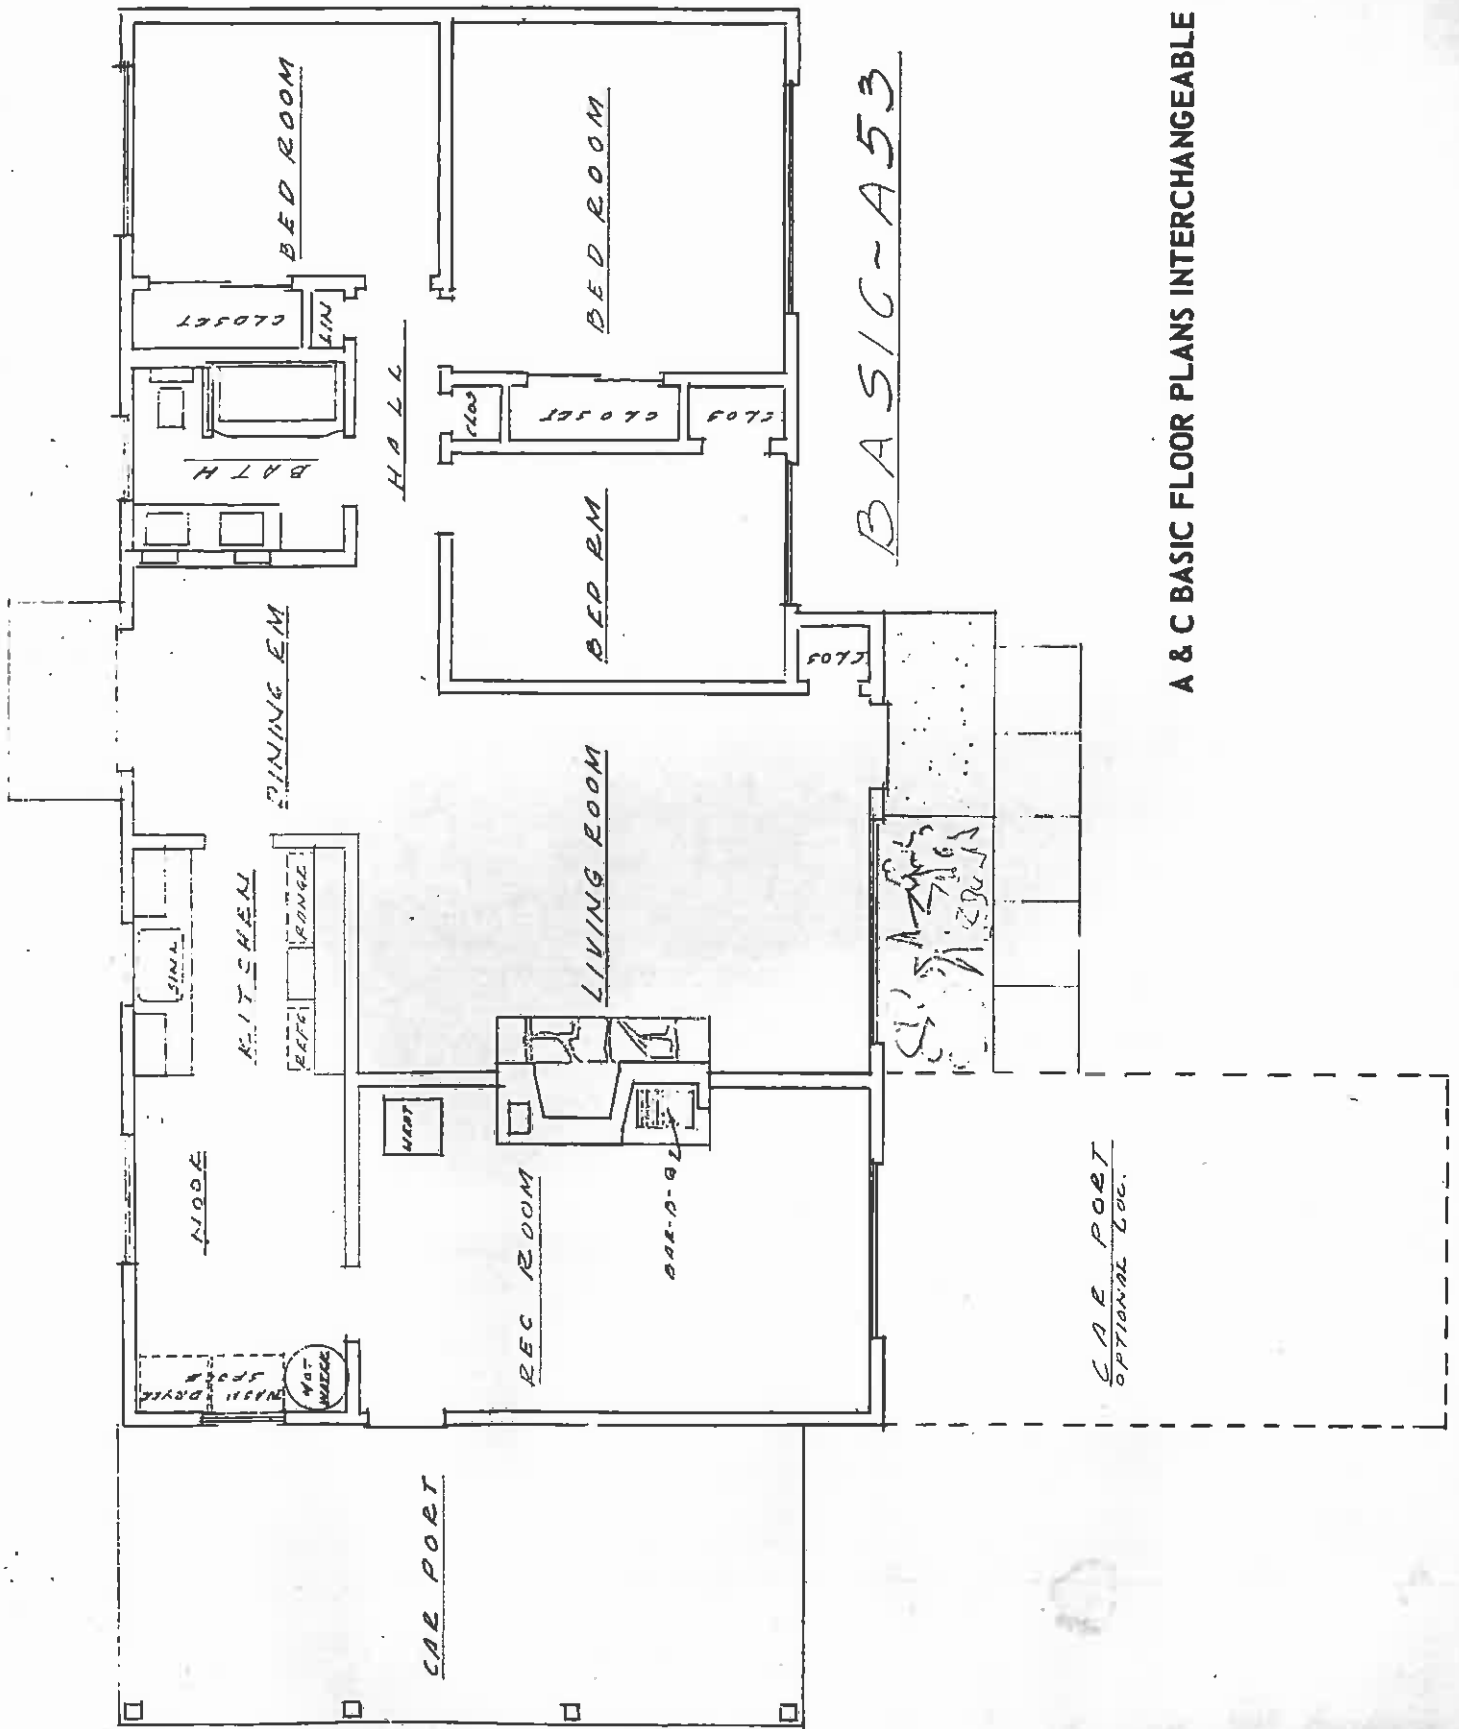 BED ROOM
CLOSET
LIN
BATH
HALL
BED ROOM
CLOS
CLOSET
CLOS
BED RM
CLOS
DINING RM
LIVING ROOM
KITCHEN
SINK
RANGE
REFG
NOOK
HEAT
REC ROOM
BAR-B-Q
DRYER
WASH
HOT
WATER
CAR PORT
CAR PORT
OPTIONAL LOC.
BASIC~A53
A & C BASIC FLOOR PLANS INTERCHANGEABLE